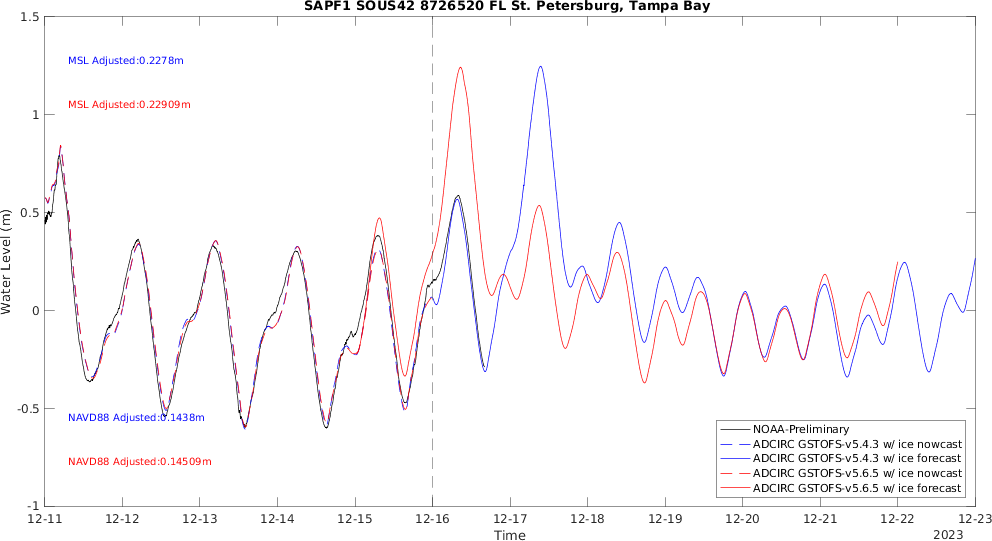 SAPF1 SOUS42 8726520 FL St. Petersburg, Tampa Bay
1.5
1
0.5
0
-0.5
-1
Water Level (m)
MSL Adjusted:0.2278m
MSL Adjusted:0.22909m
NAVD88 Adjusted:0.1438m
NAVD88 Adjusted:0.14509m
NOAA-Preliminary
ADCIRC GSTOFS-v5.4.3 w/ ice nowcast
ADCIRC GSTOFS-v5.4.3 w/ ice forecast
ADCIRC GSTOFS-v5.6.5 w/ ice nowcast
ADCIRC GSTOFS-v5.6.5 w/ ice forecast
12-11 12-12 12-13 12-14 12-15 12-16 12-17 12-18 12-19 12-20 12-21 12-22 12-23
Time
2023